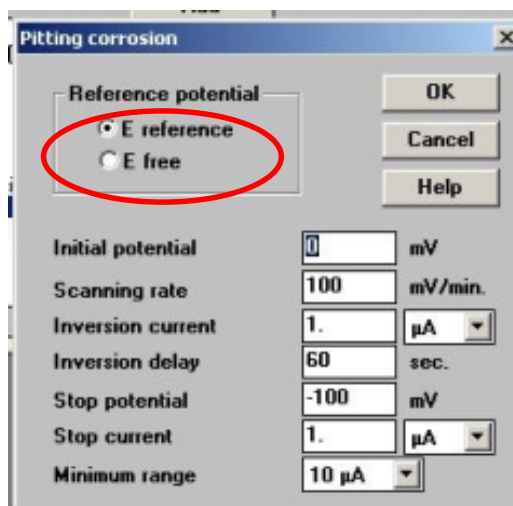 Pitting corrosion
Reference potential
E reference
E free
OK
Cancel
Help
Initial potential 0 mV
Scanning rate 100 mV/min.
Inversion current 1. µA
Inversion delay 60 sec.
Stop potential -100 mV
Stop current 1. µA
Minimum range 10 µA